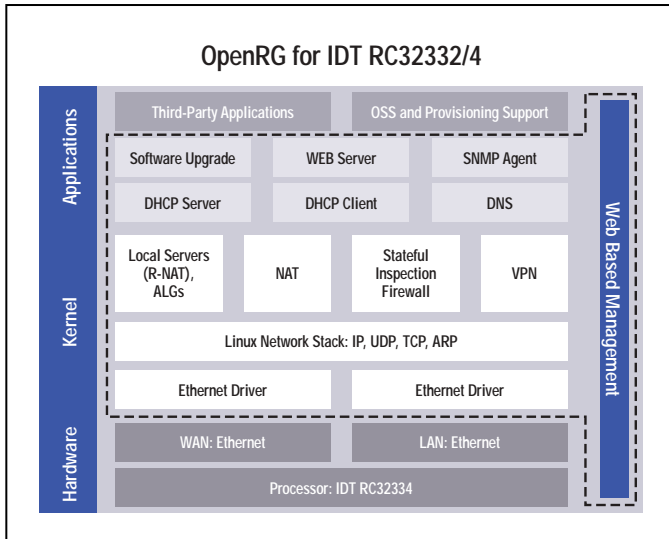 OpenRG for IDT RC32332/4
Applications
Third-Party Applications
OSS and Provisioning Support
Software Upgrade
WEB Server
SNMP Agent
DHCP Server
DHCP Client
DNS
Kernel
Local Servers
(R-NAT),
ALGs
NAT
Stateful
Inspection
Firewall
VPN
Linux Network Stack: IP, UDP, TCP, ARP
Ethernet Driver
Ethernet Driver
Hardware
WAN: Ethernet
LAN: Ethernet
Processor: IDT RC32334
Web Based Management